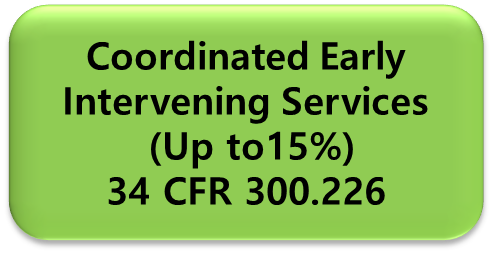 Coordinated Early
Intervening Services
(Up to15%)
34 CFR 300.226